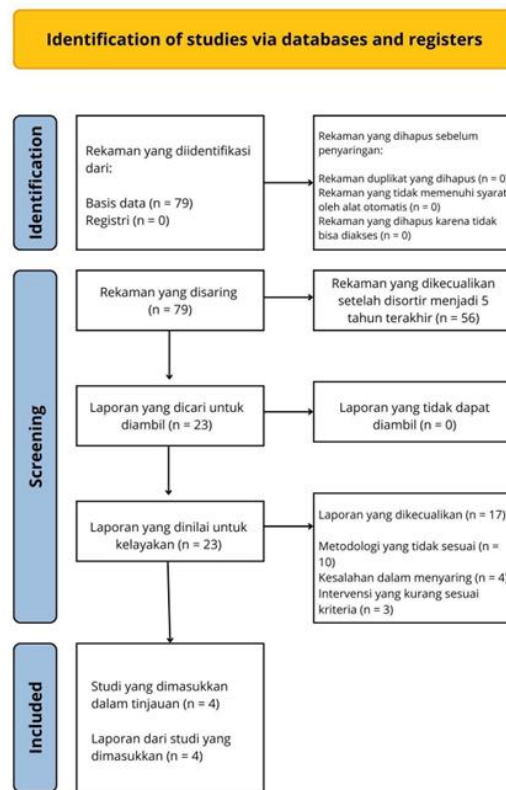 Identification of studies via databases and registers
Identification
Rekaman yang diidentifikasi
dari:
Basis data (n = 79)
Registri (n = 0)
Rekaman yang dihapus sebelum
penyaringan:
Rekaman duplikat yang dihapus (n = 0)
Rekaman yang tidak memenuhi syarat
oleh alat otomatis (n = 0)
Rekaman yang dihapus karena tidak
bisa diakses (n = 0)
Screening
Rekaman yang disaring
(n = 79)
Rekaman yang dikecualikan
setelah disortir menjadi 5
tahun terakhir (n = 56)
Laporan yang dicari untuk
diambil (n = 23)
Laporan yang tidak dapat
diambil (n = 0)
Laporan yang dinilai untuk
kelayakan (n = 23)
Laporan yang dikecualikan (n = 17)
Metodologi yang tidak sesuai (n =
10)
Kesalahan dalam menyaring (n = 4)
Intervensi yang kurang sesuai
kriteria (n = 3)
Included
Studi yang dimasukkan
dalam tinjauan (n = 4)
Laporan dari studi yang
dimasukkan (n = 4)